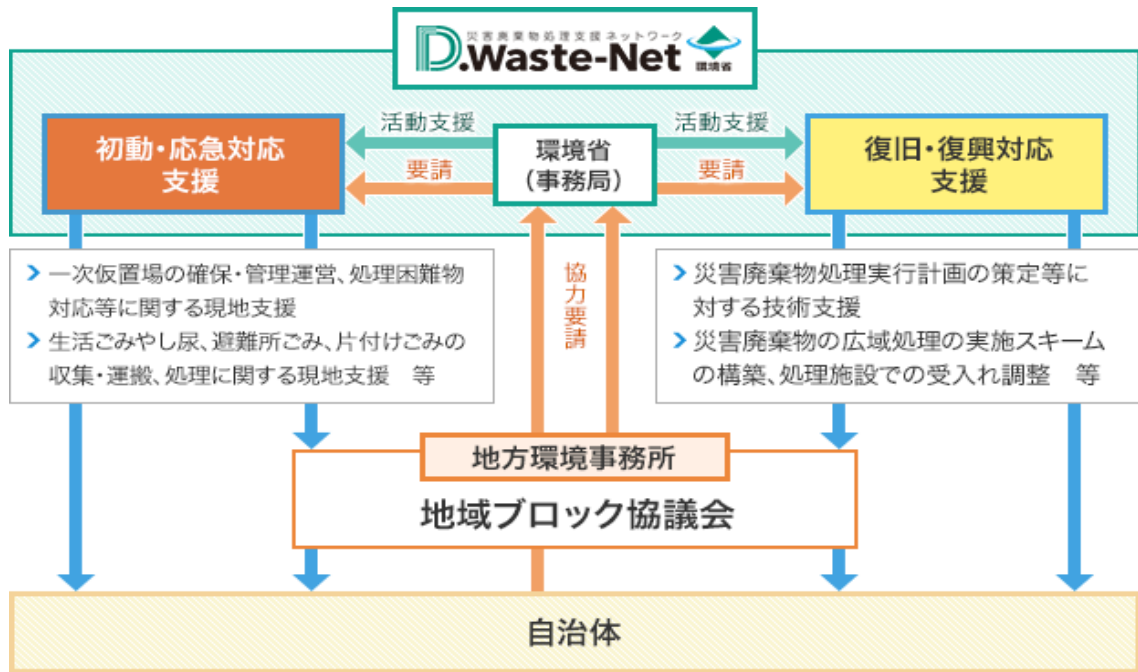 災害廃棄物処理支援ネットワーク
D.Waste-Net
環境省
初動・応急対応
支援
活動支援
要請
環境省
(事務局)
活動支援
要請
復旧・復興対応
支援
一次仮置場の確保・管理運営、処理困難物
対応等に関する現地支援
生活ごみやし尿、避難所ごみ、片付けごみの
収集・運搬、処理に関する現地支援 等
協力要請
災害廃棄物処理実行計画の策定等に
対する技術支援
災害廃棄物の広域処理の実施スキーム
の構築、処理施設での受入れ調整 等
地方環境事務所
地域ブロック協議会
自治体